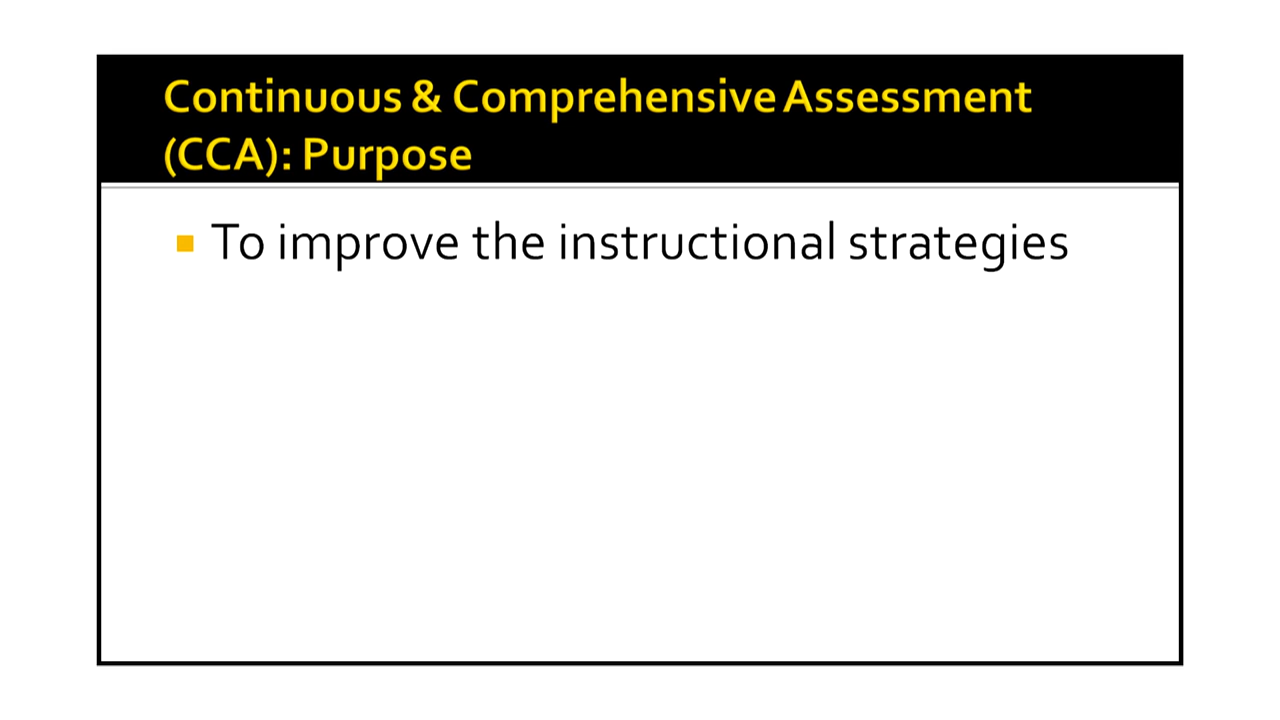 Continuous & Comprehensive Assessment
(CCA): Purpose
To improve the instructional strategies